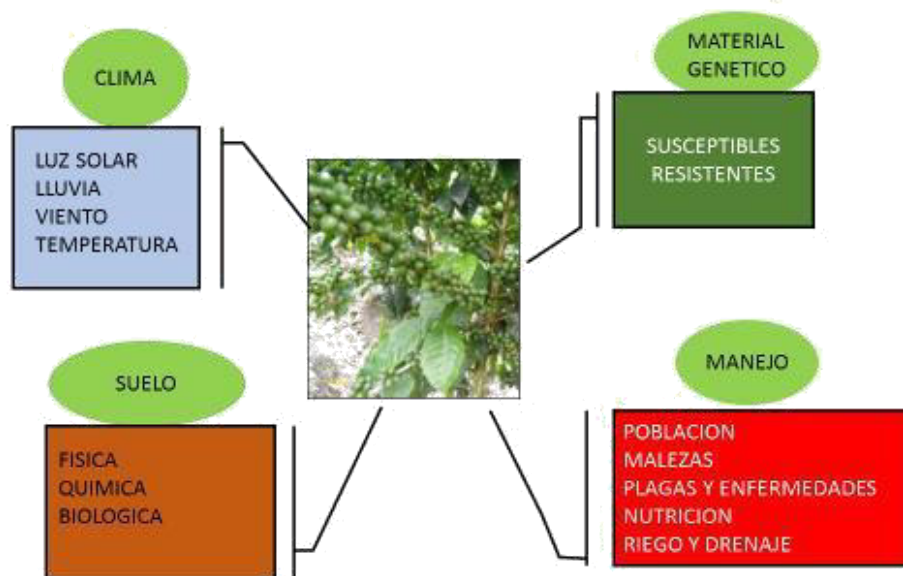 CLIMA
LUZ SOLAR
LLUVIA
VIENTO
TEMPERATURA
MATERIAL
GENETICO
SUSCEPTIBLES
RESISTENTES
SUELO
FISICA
QUIMICA
BIOLOGICA
MANEJO
POBLACION
MALEZAS
PLAGAS Y ENFERMEDADES
NUTRICION
RIEGO Y DRENAJE